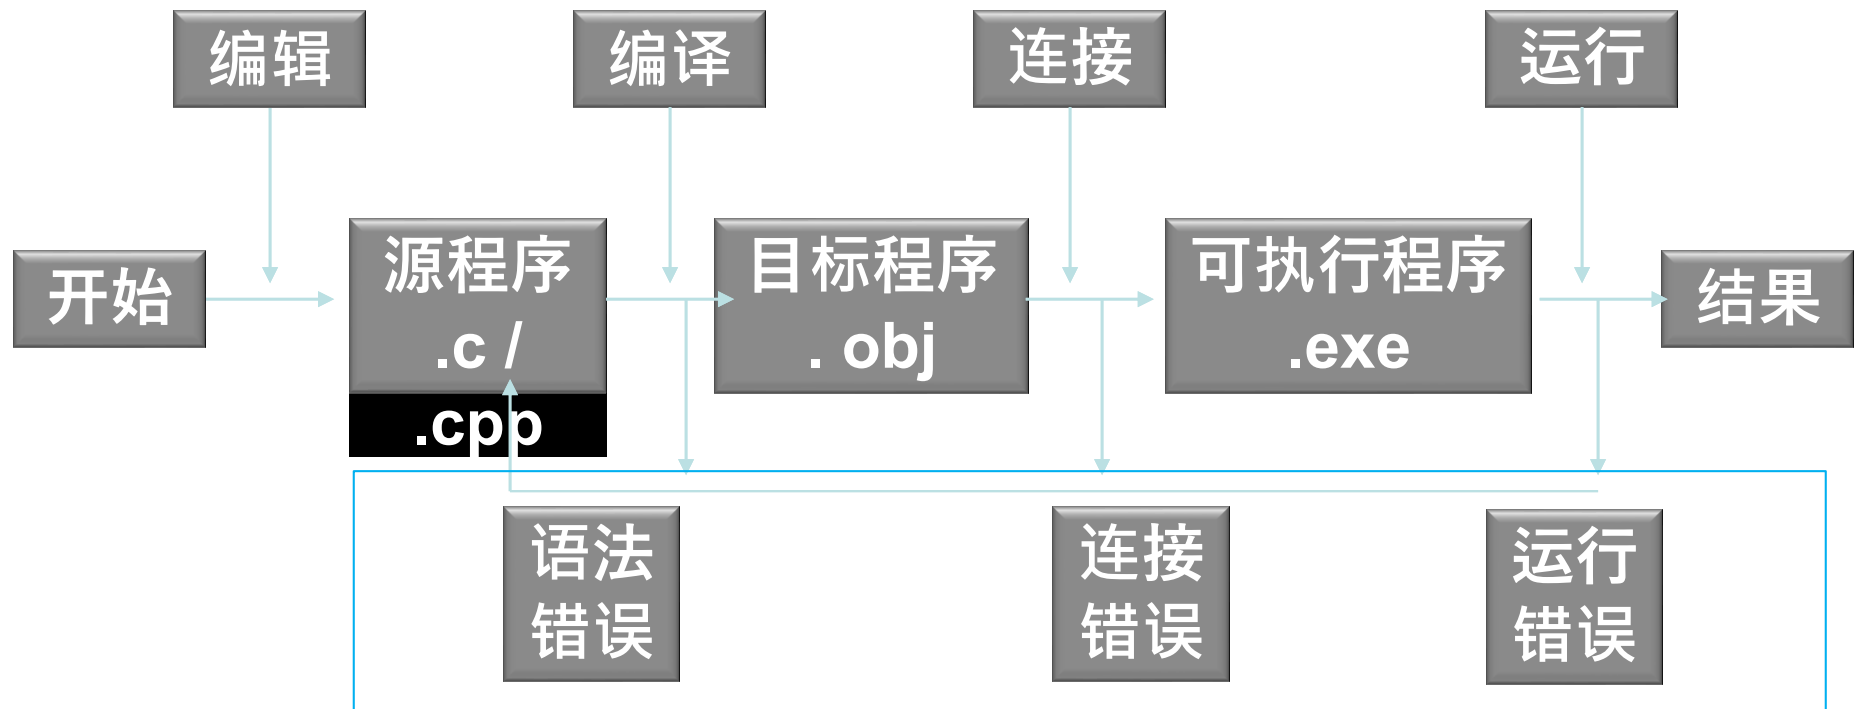 编辑
编译
连接
运行
开始
源程序
.c /
.cpp
目标程序
. obj
可执行程序
.exe
结果
语法
错误
连接
错误
运行
错误